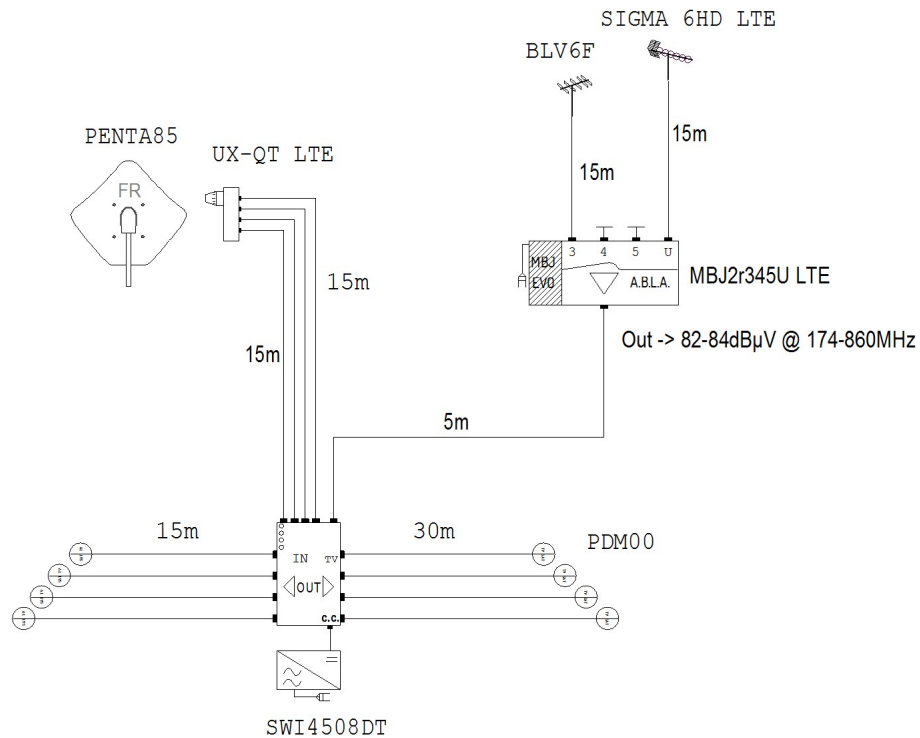 SIGMA 6HD LTE
BLV6F
PENTA85
UX-QT LTE
FR
15m
15m
15m
15m
3 4 5 U
MBJ
EVO
A.B.L.A.
MBJ2r345U LTE
Out -> 82-84dBµV @ 174-860MHz
5m
15m
30m
PDM00
IN TV
OUT
c.c.
SWI4508DT